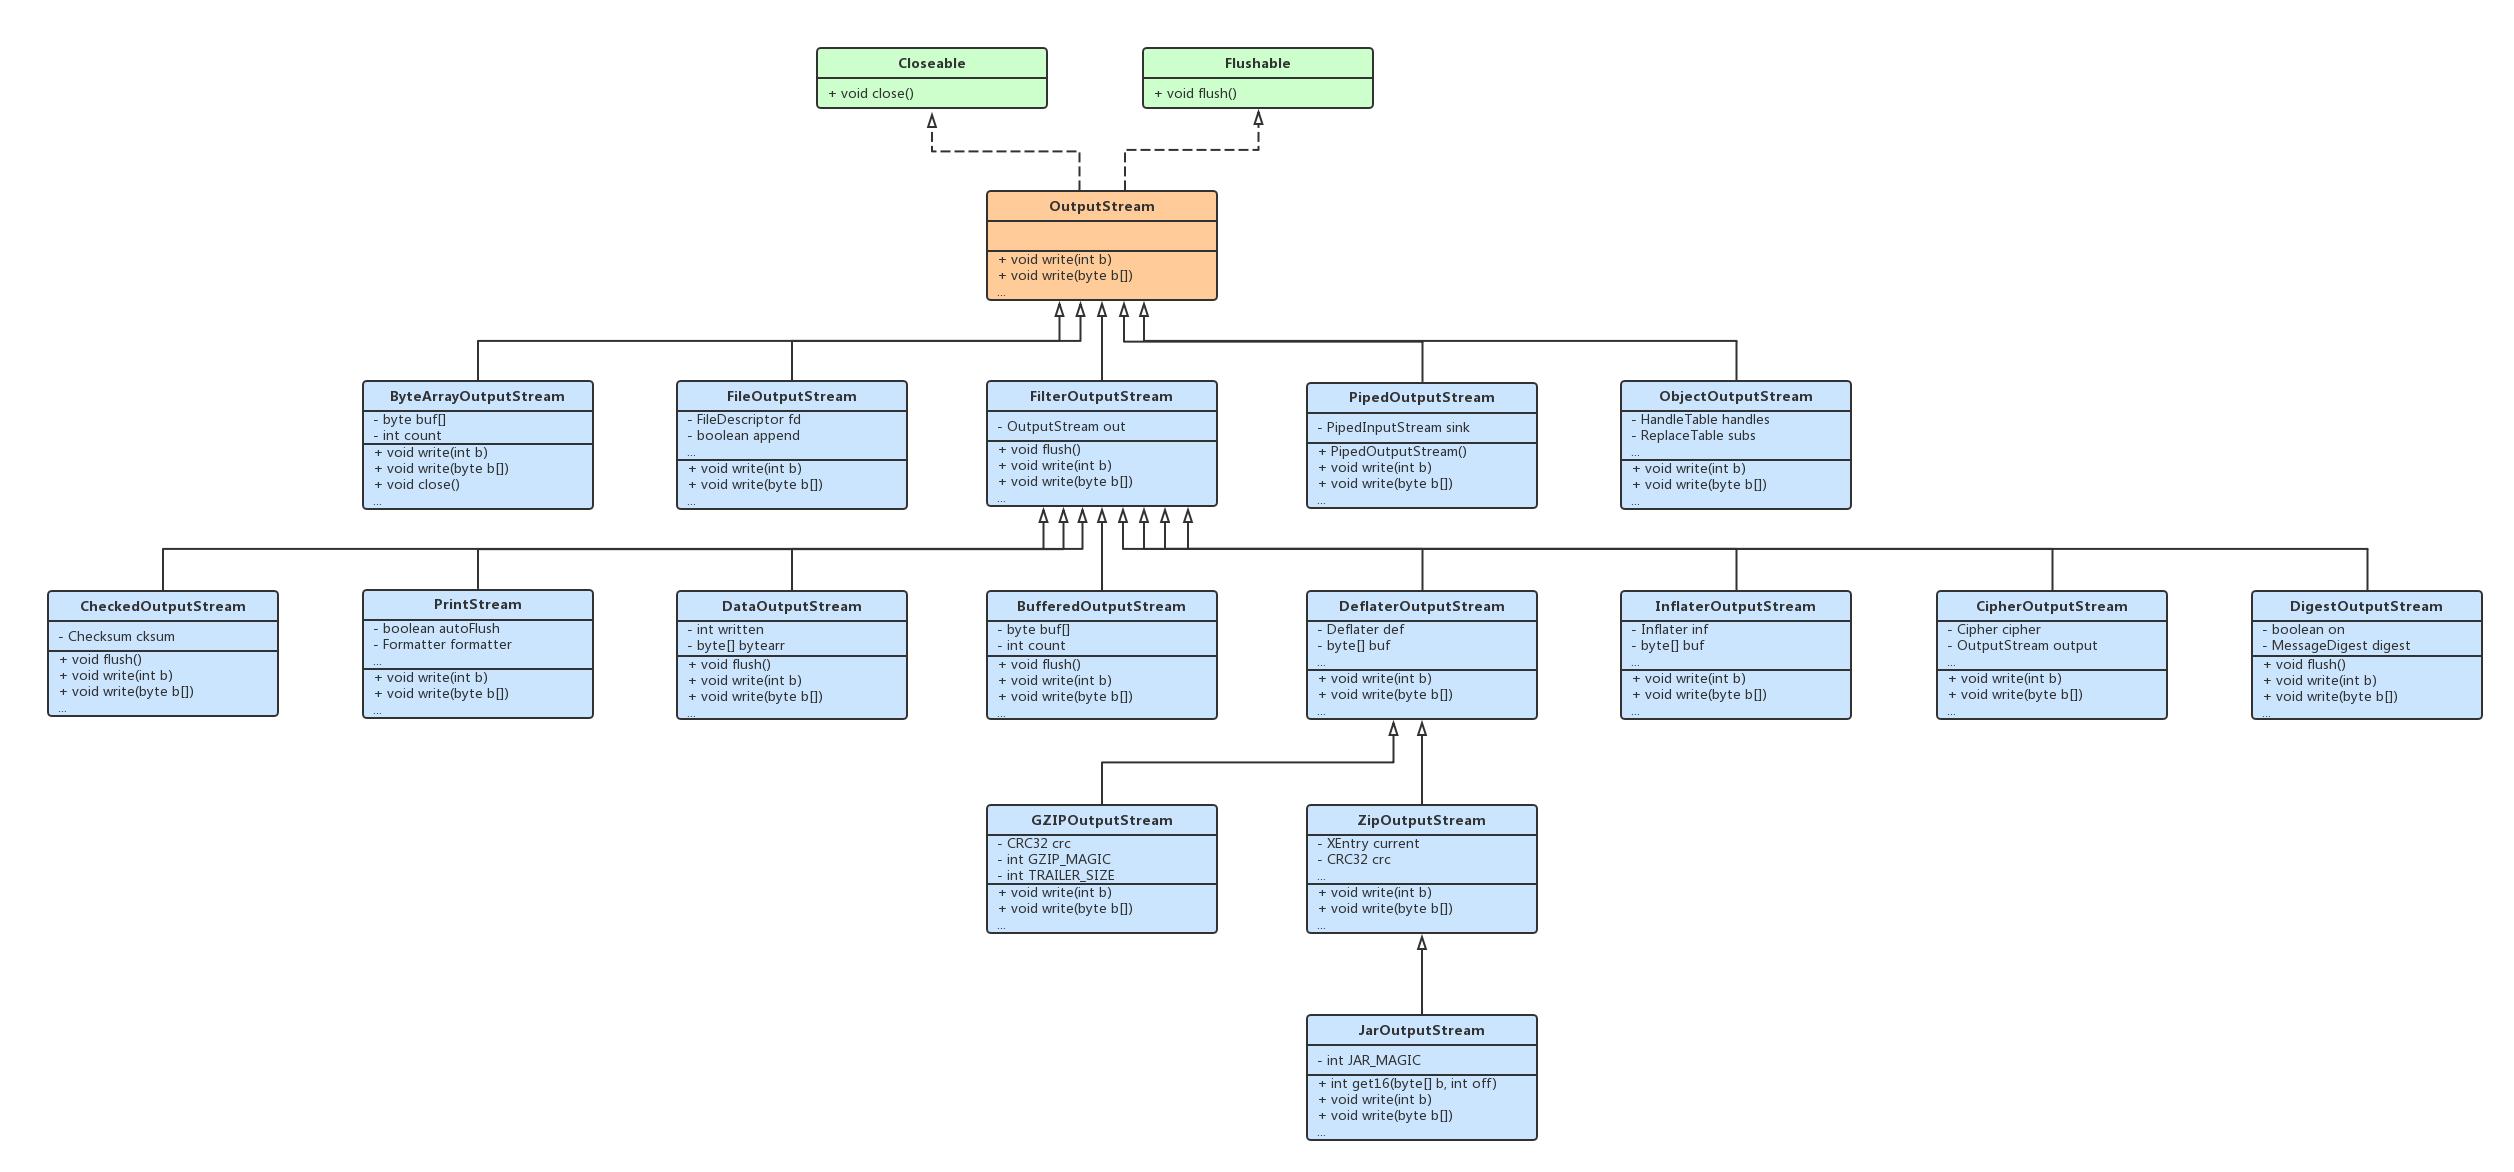 Closeable
+ void close()
Flushable
+ void flush()
OutputStream
+ void write(int b)
+ void write(byte b[])
...
ByteArrayOutputStream
- byte buf[]
- int count
+ void write(int b)
+ void write(byte b[])
+ void close()
...
FileOutputStream
- FileDescriptor fd
- boolean append
...
+ void write(int b)
+ void write(byte b[])
...
FilterOutputStream
- OutputStream out
+ void flush()
+ void write(int b)
+ void write(byte b[])
...
PipedOutputStream
- PipedInputStream sink
+ PipedOutputStream()
+ void write(int b)
+ void write(byte b[])
...
ObjectOutputStream
- HandleTable handles
- ReplaceTable subs
...
+ void write(int b)
+ void write(byte b[])
...
CheckedOutputStream
- Checksum cksum
+ void flush()
+ void write(int b)
+ void write(byte b[])
...
PrintStream
- boolean autoFlush
- Formatter formatter
...
+ void write(int b)
+ void write(byte b[])
...
DataOutputStream
- int written
- byte[] bytearr
+ void flush()
+ void write(int b)
+ void write(byte b[])
...
BufferedOutputStream
- byte buf[]
- int count
+ void flush()
+ void write(int b)
+ void write(byte b[])
...
DeflaterOutputStream
- Deflater def
- byte[] buf
...
+ void write(int b)
+ void write(byte b[])
...
InflaterOutputStream
- Inflater inf
- byte[] buf
...
+ void write(int b)
+ void write(byte b[])
...
CipherOutputStream
- Cipher cipher
- OutputStream output
...
+ void write(int b)
+ void write(byte b[])
...
DigestOutputStream
- boolean on
- MessageDigest digest
+ void flush()
+ void write(int b)
+ void write(byte b[])
...
GZIPOutputStream
- CRC32 crc
- int GZIP_MAGIC
- int TRAILER_SIZE
+ void write(int b)
+ void write(byte b[])
...
ZipOutputStream
- XEntry current
- CRC32 crc
...
+ void write(int b)
+ void write(byte b[])
...
JarOutputStream
- int JAR_MAGIC
+ int get16(byte[] b, int off)
+ void write(int b)
+ void write(byte b[])
...